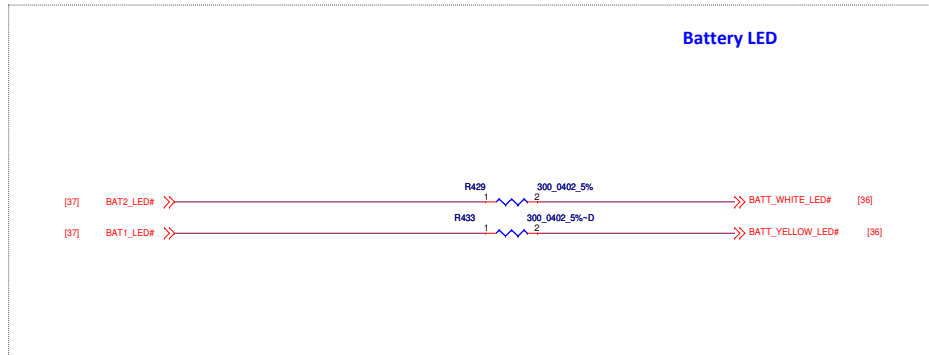 Battery LED
R429 300_0402_5%
[37] BAT2_LED# 1 2 BATT_WHITE_LED# [36]
R433 300_0402_5%~D
[37] BAT1_LED# 1 2 BATT_YELLOW_LED# [36]